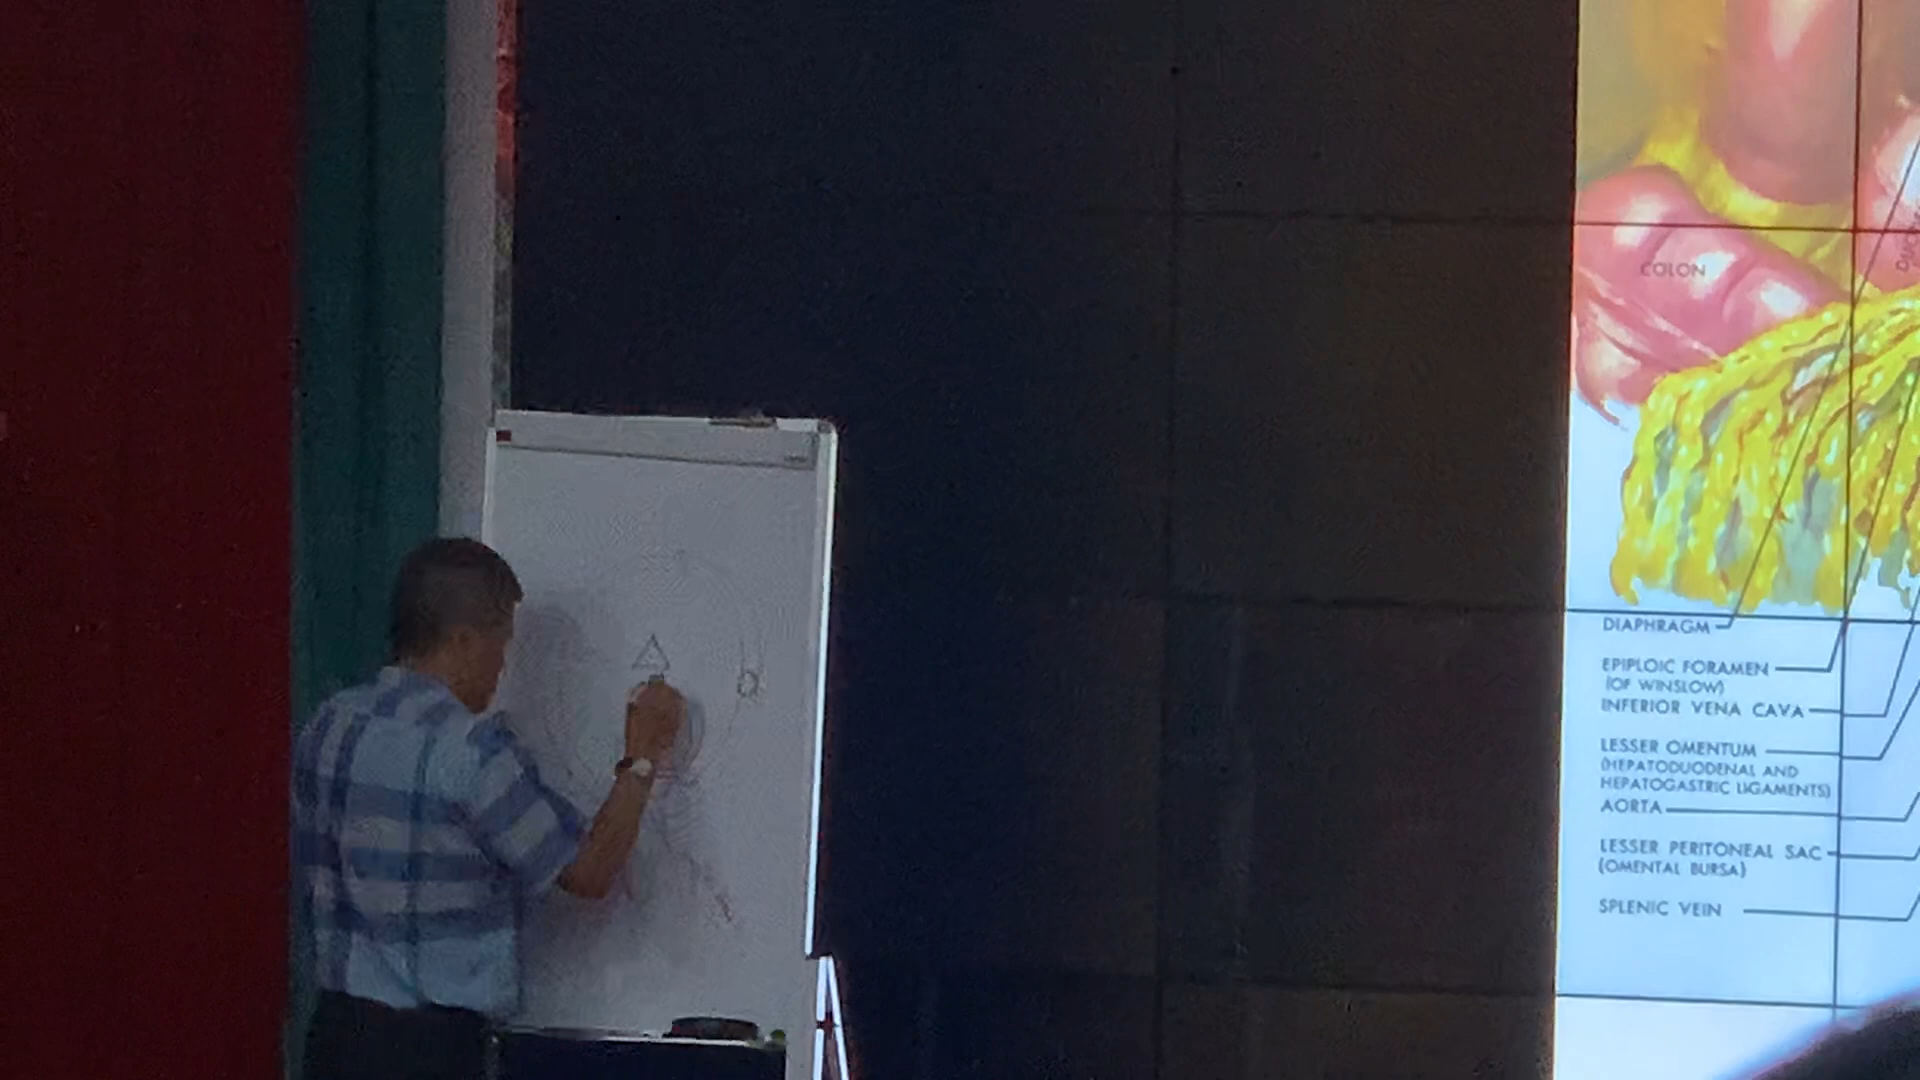 COLON
DIAPHRAGM
EPIPLOIC FORAMEN
(OF WINSLOW)
INFERIOR VENA CAVA
LESSER OMENTUM
(HEPATODUODENAL AND
HEPATOGASTRIC LIGAMENTS)
AORTA
LESSER PERITONEAL SAC
(OMENTAL BURSA)
SPLENIC VEIN